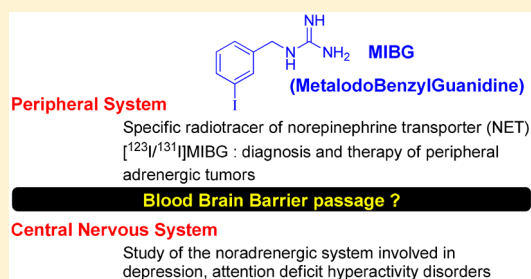 NH
N
H
NH2
I
MIBG
(MetaIodoBenzylGuanidine)
Peripheral System
Specific radiotracer of norepinephrine transporter (NET)
[123I/131I]MIBG : diagnosis and therapy of peripheral
adrenergic tumors
Blood Brain Barrier passage ?
Central Nervous System
Study of the noradrenergic system involved in
depression, attention deficit hyperactivity disorders